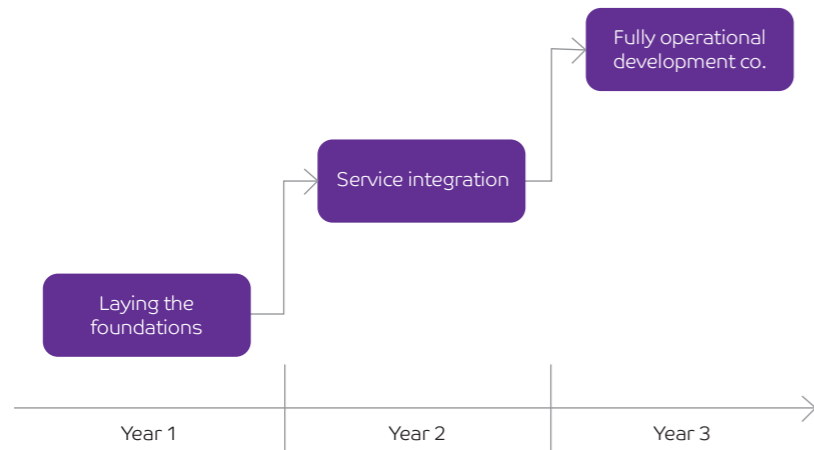 Fully operational
development co.
Service integration
Laying the
foundations
Year 1
Year 2
Year 3